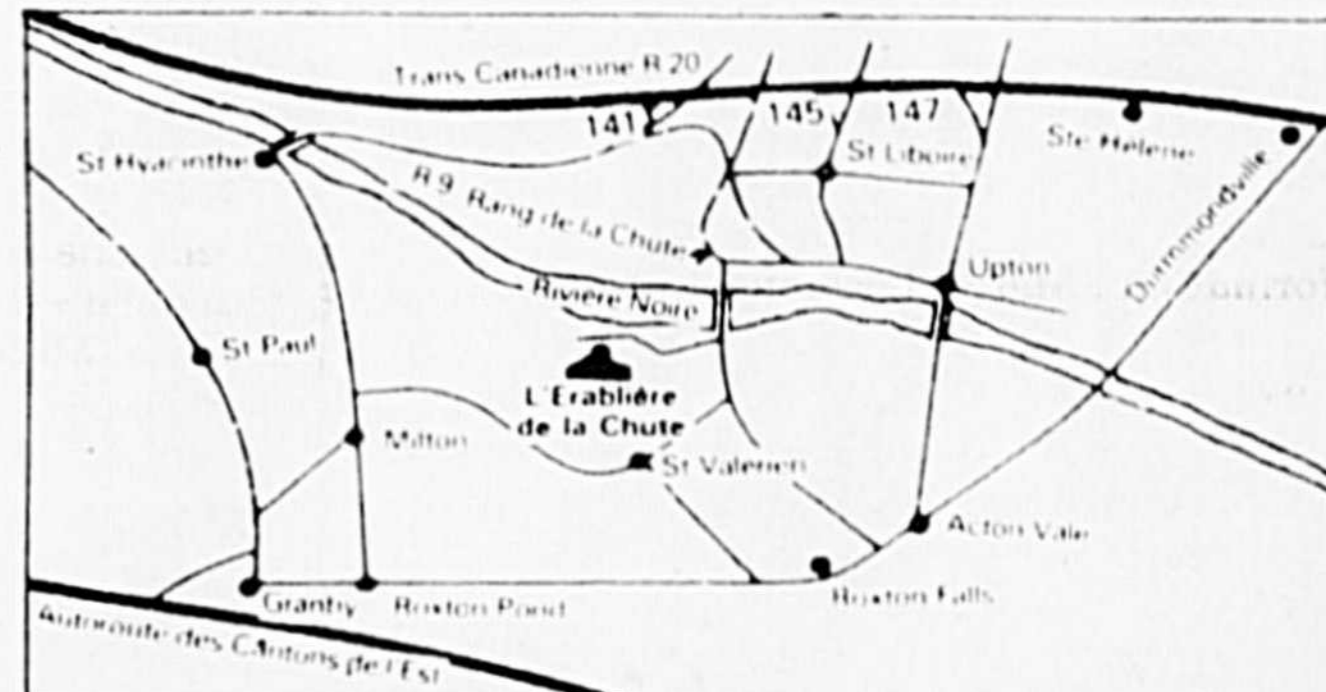 Trans Canadienne R 20
141
145
147
St Hyacinthe
St Liboire
Ste Hélène
Drummondville
R 9 Rang de la Chute
Upton
Rivière Noire
St Paul
L'Erablière
de la Chute
Milton
St Valérien
Acton Vale
Granby
Roxton Pond
Roxton Falls
Autoroute des Cantons de l'Est